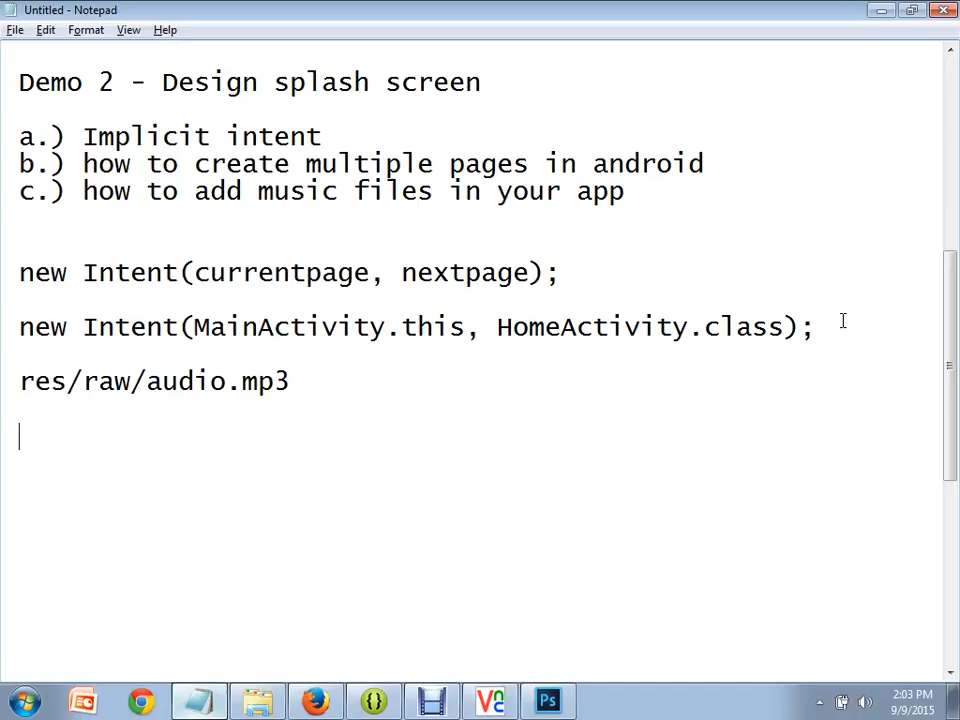 Untitled - Notepad
File Edit Format View Help
Demo 2 - Design splash screen
a.) Implicit intent
b.) how to create multiple pages in android
c.) how to add music files in your app
new Intent(currentpage, nextpage);
new Intent(MainActivity.this, HomeActivity.class);
res/raw/audio.mp3
2:03 PM
9/9/2015